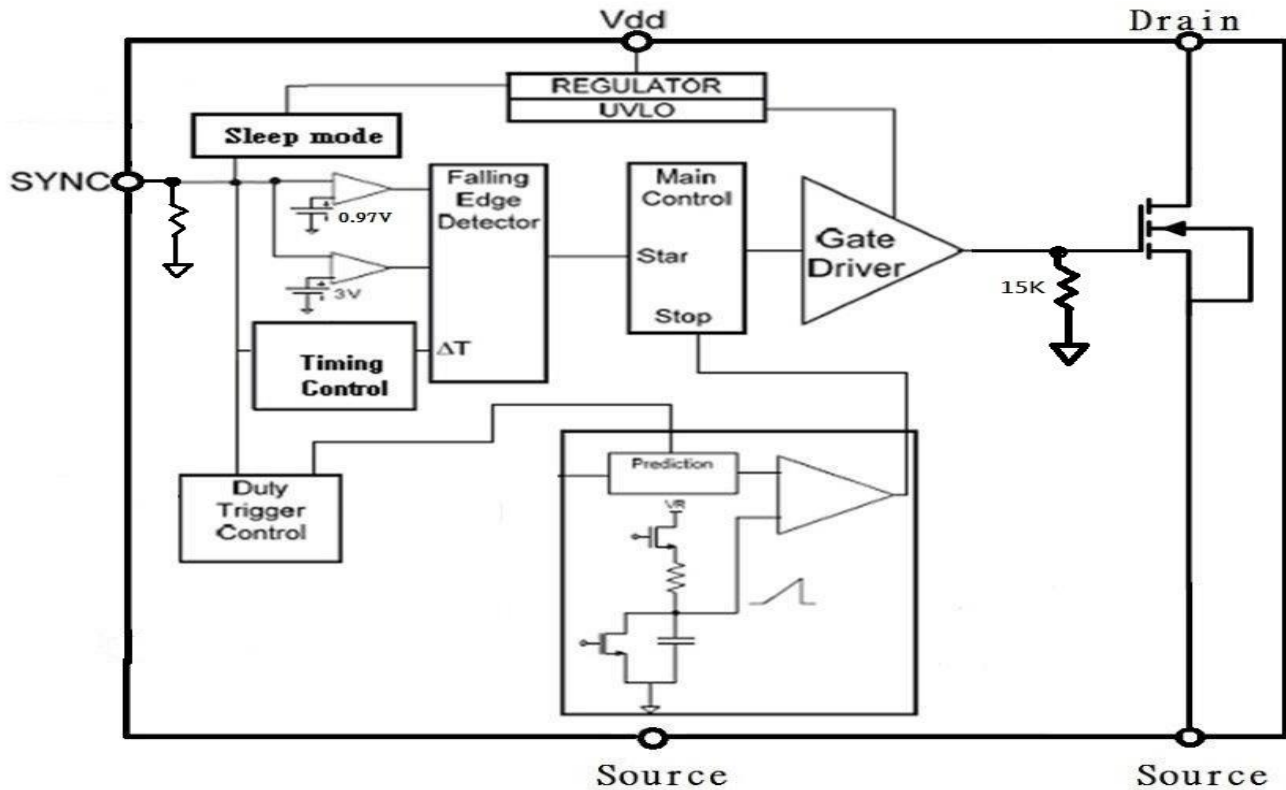 Vdd
Drain
REGULATOR
UVLO
Sleep mode
SYNC
0.97V
Falling
Edge
Detector
Main
Control
3V
Star
Gate
Driver
15K
Stop
Timing
Control
ΔT
Duty
Trigger
Control
Prediction
VR
Source
Source